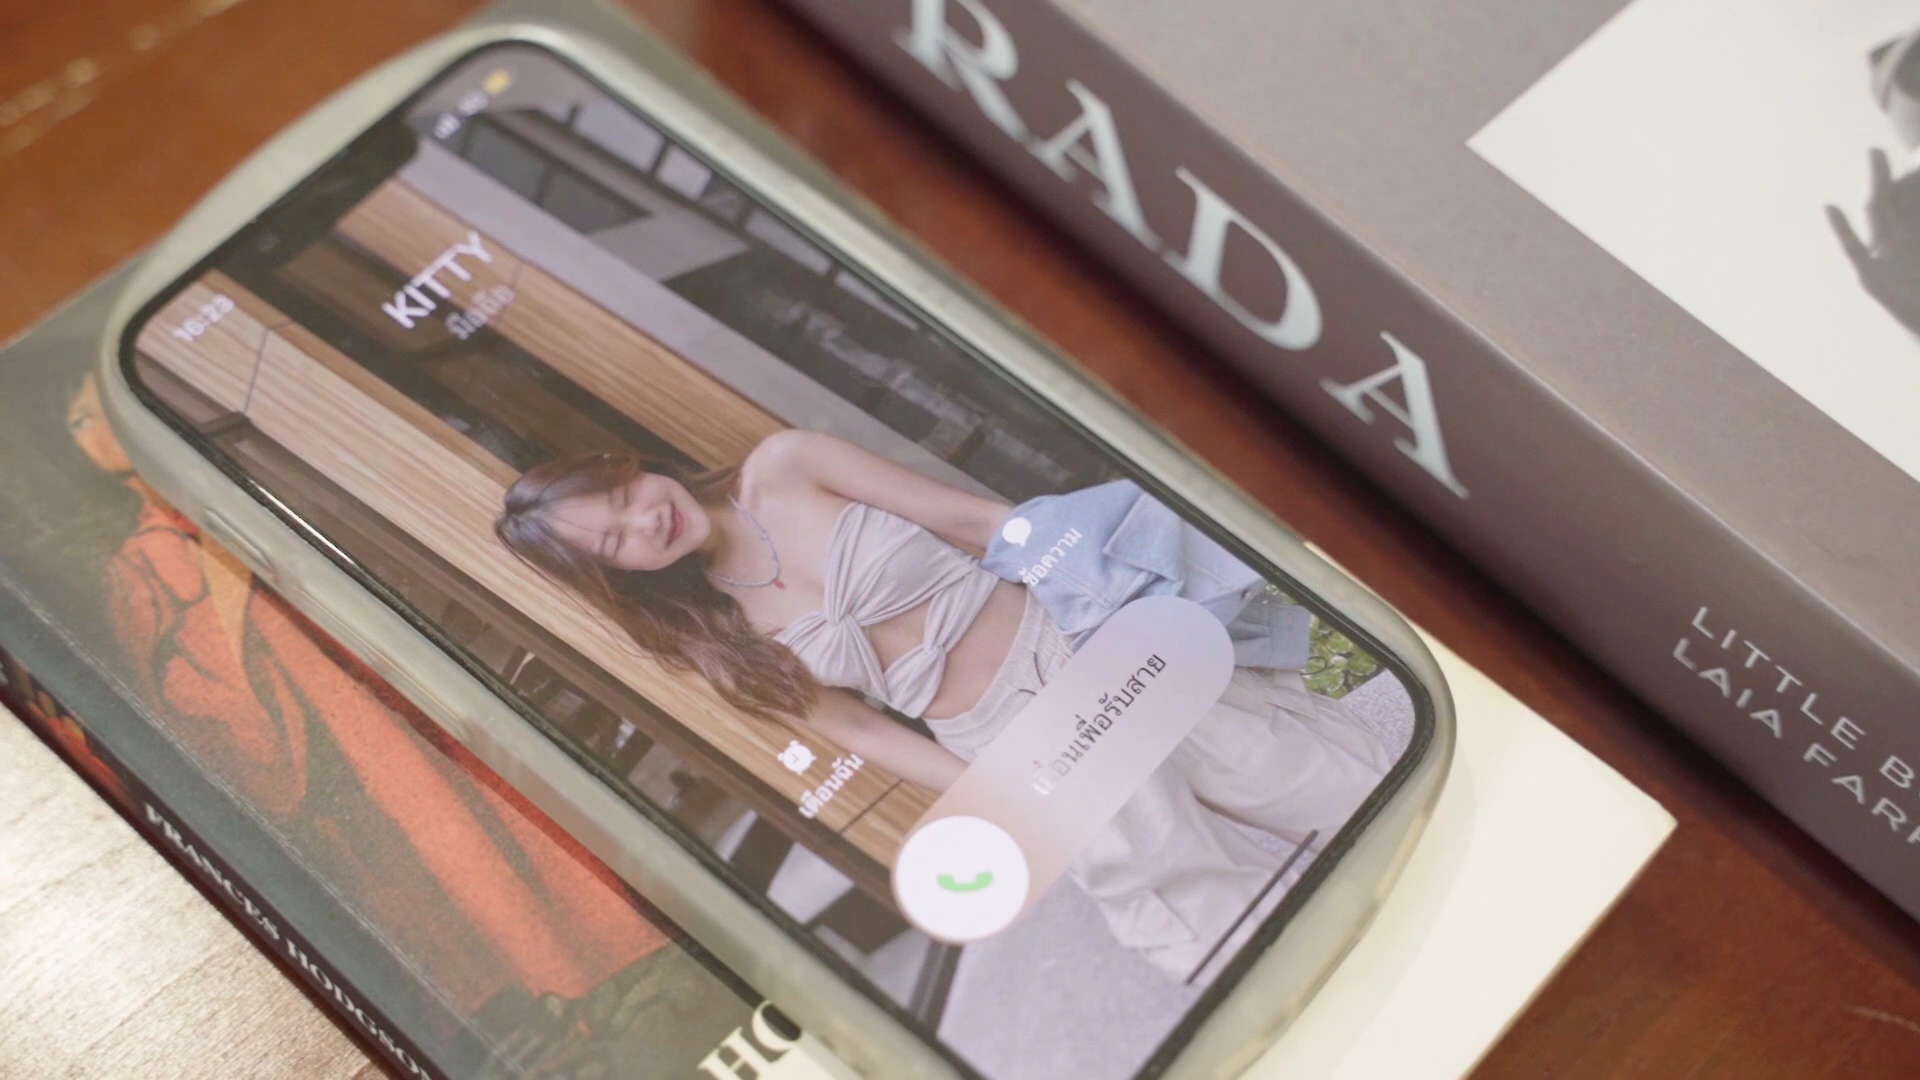 16:23
KITTY
มือถือ
ข้อความ
เตือนฉัน
เลื่อนเพื่อรับสาย
RADA
LITTLE B
LAIA FARR
FRANCES HODGSON
HO